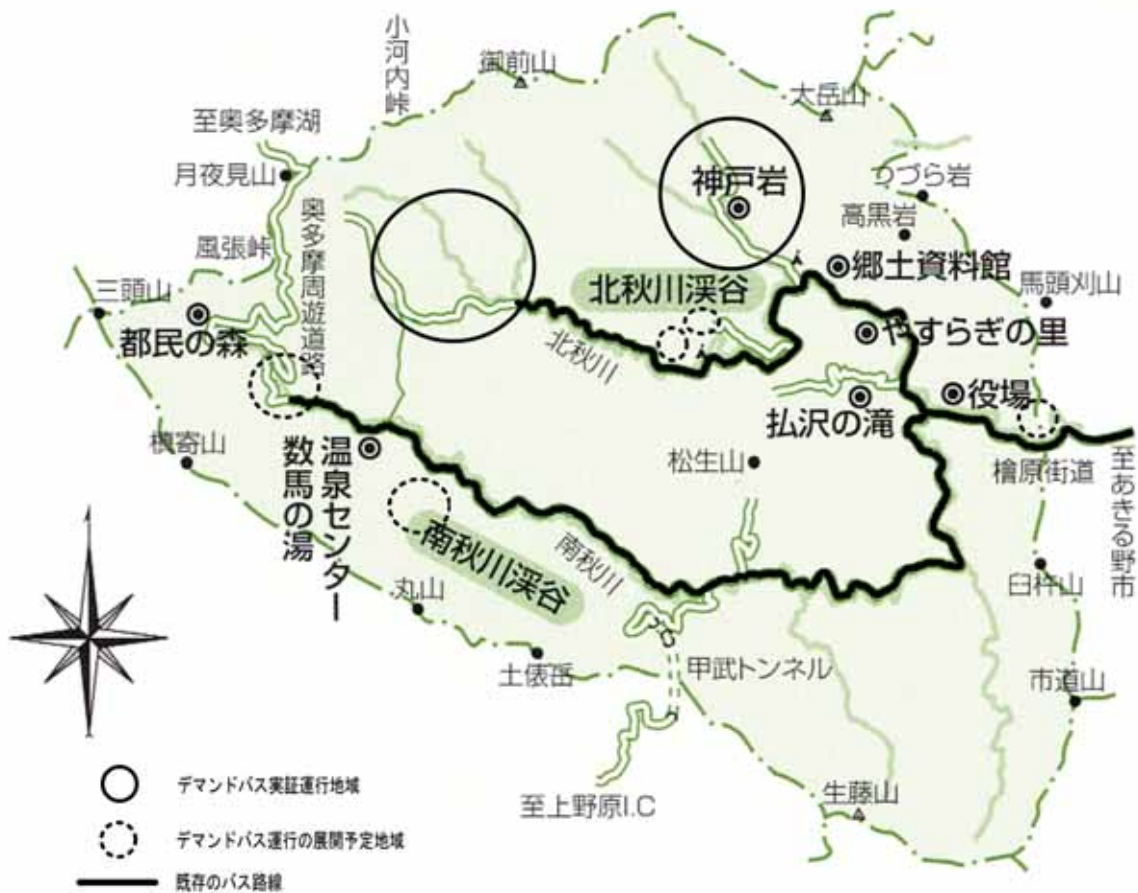 小河内峠
御前山
大岳山
至奥多摩湖
月夜見山
神戸岩
つづら岩
高黒岩
風張峠
奥多摩周遊道路
郷土資料館
北秋川渓谷
馬頭刈山
三頭山
都民の森
北秋川
やすらぎの里
役場
払沢の滝
槙寄山
松生山
檜原街道
至あきる野市
温泉センター
数馬の湯
南秋川渓谷
南秋川
丸山
臼杵山
土俵岳
甲武トンネル
市道山
至上野原I.C
生藤山
デマンドバス実証運行地域
デマンドバス運行の展開予定地域
既存のバス路線